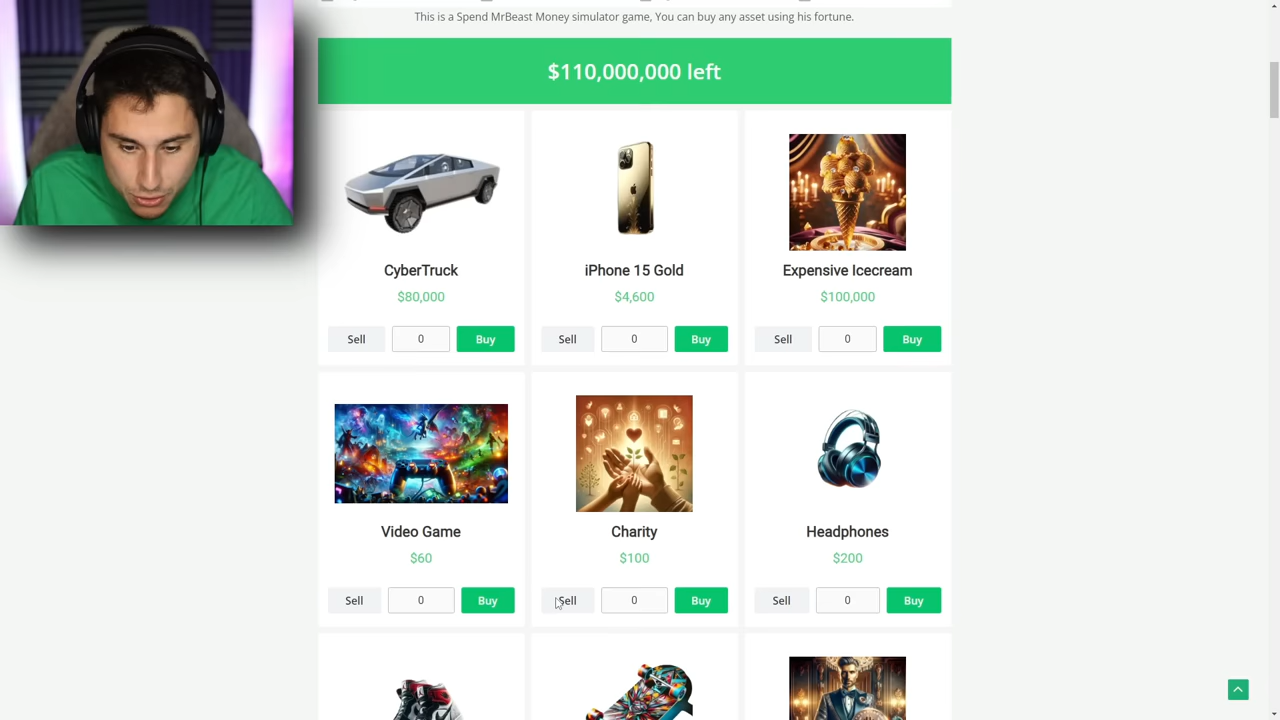 This is a Spend MrBeast Money simulator game, You can buy any asset using his fortune.
$110,000,000 left
CyberTruck
$80,000
Sell
0
Buy
iPhone 15 Gold
$4,600
Sell
0
Buy
Expensive Icecream
$100,000
Sell
0
Buy
Video Game
$60
Sell
0
Buy
Charity
$100
Sell
0
Buy
Headphones
$200
Sell
0
Buy